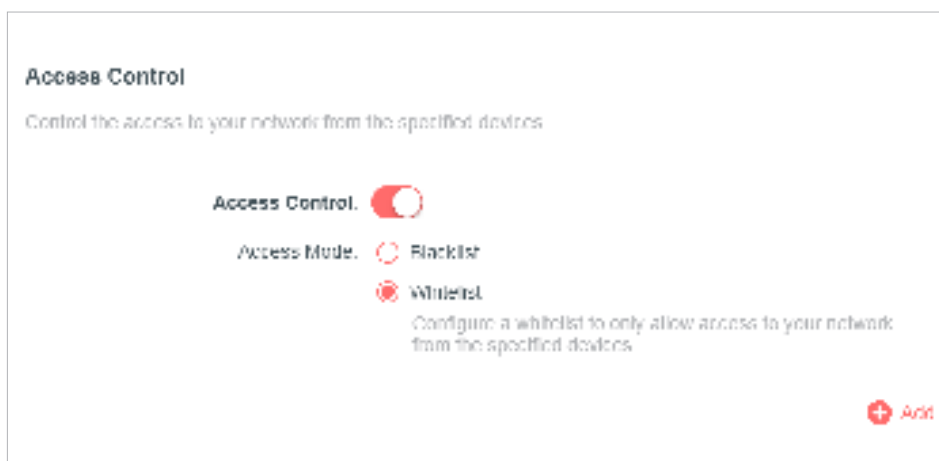 Access Control
Control the access to your network from the specified devices
Access Control:
Access Mode:
Blacklist
Whitelist
Configure a whitelist to only allow access to your network
from the specified devices
Add